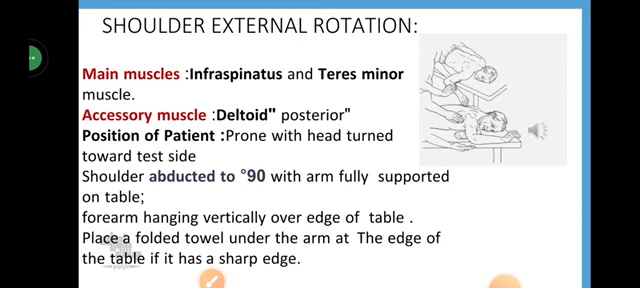 SHOULDER EXTERNAL ROTATION:
Main muscles :Infraspinatus and Teres minor
muscle.
Accessory muscle :Deltoid" posterior"
Position of Patient :Prone with head turned
toward test side
Shoulder abducted to °90 with arm fully supported
on table;
forearm hanging vertically over edge of table .
Place a folded towel under the arm at The edge of
the table if it has a sharp edge.